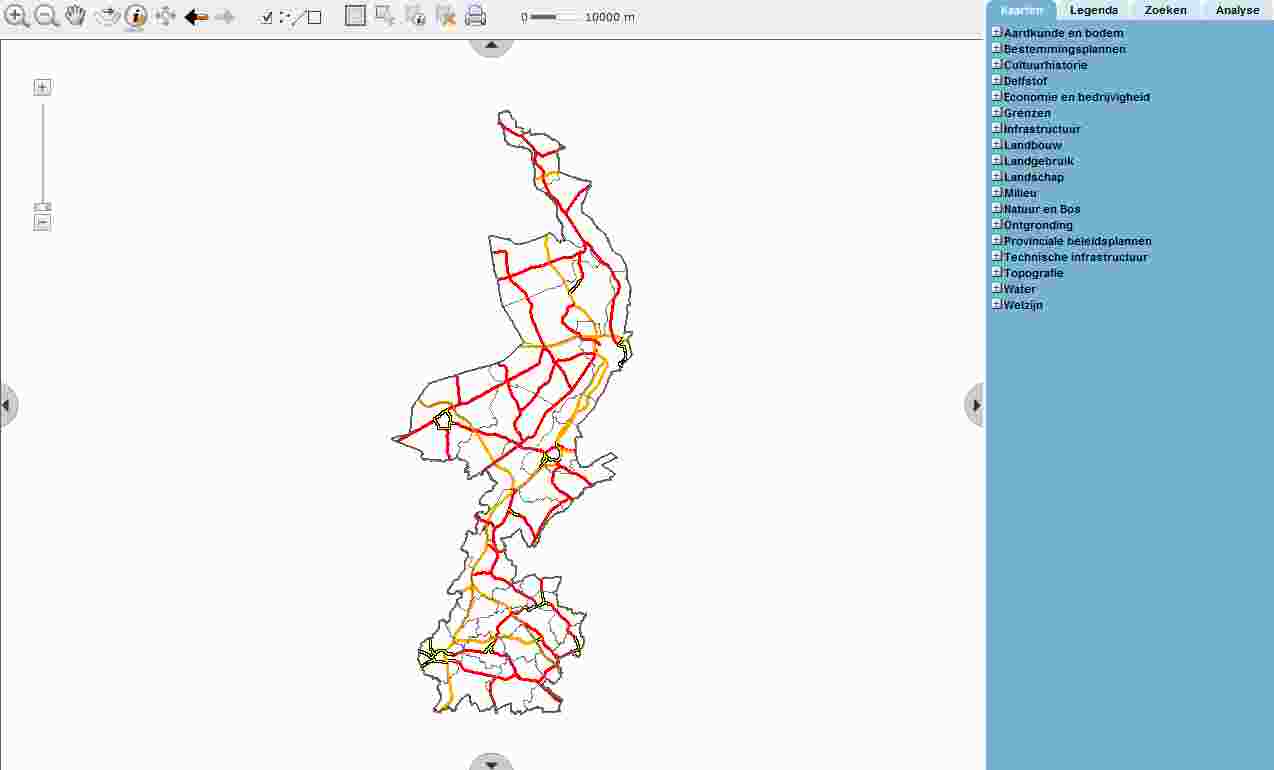 0 10000 m
Kaarten Legenda Zoeken Analyse
Aardkunde en bodem
Bestemmingsplannen
Cultuurhistorie
Delfstof
Economie en bedrijvigheid
Grenzen
Infrastructuur
Landbouw
Landgebruik
Landschap
Milieu
Natuur en Bos
Ontgronding
Provinciale beleidsplannen
Technische infrastructuur
Topografie
Water
Welzijn